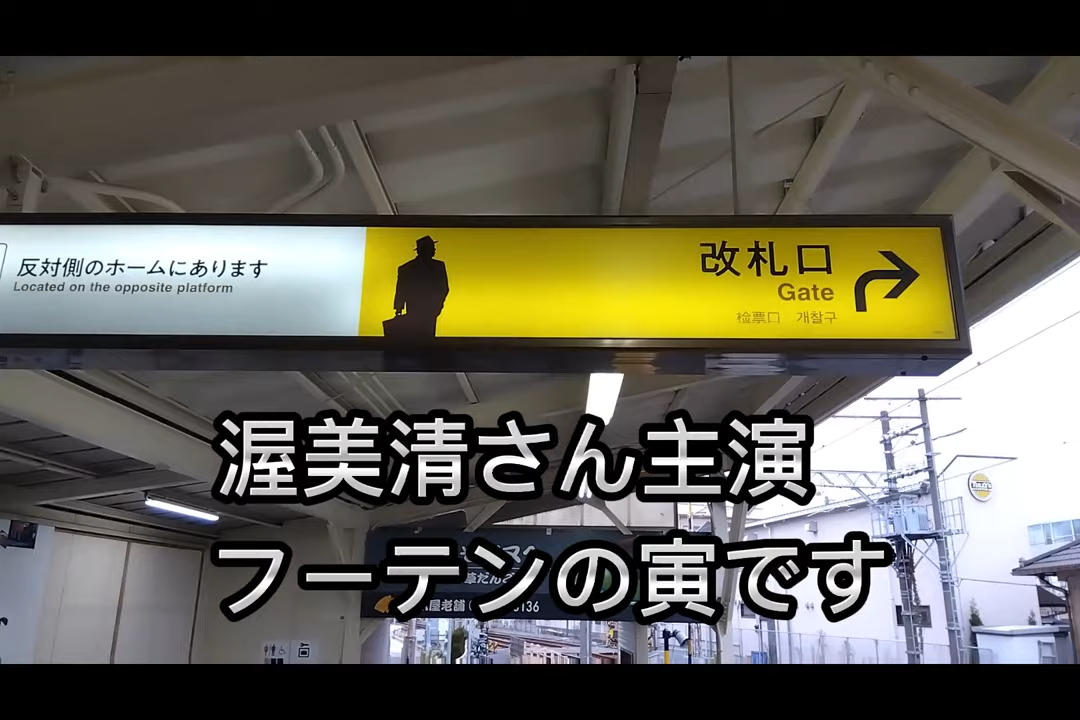 反対側のホームにあります
Located on the opposite platform
改札口
Gate
检票口 개찰구
渥美清さん主演
フーテンの寅です